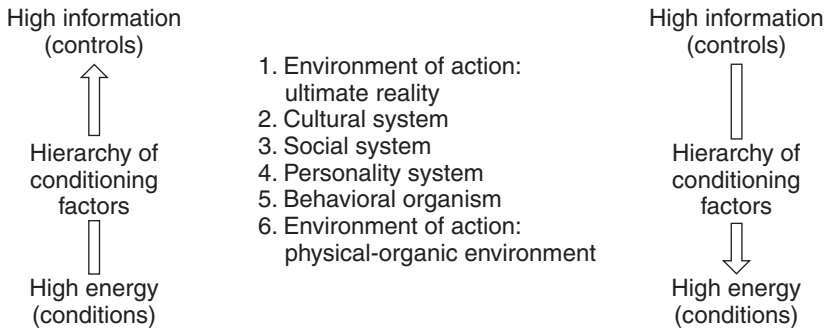 High information
(controls)
Hierarchy of
conditioning
factors
High energy
(conditions)
1. Environment of action:
ultimate reality
2. Cultural system
3. Social system
4. Personality system
5. Behavioral organism
6. Environment of action:
physical-organic environment
High information
(controls)
Hierarchy of
conditioning
factors
High energy
(conditions)